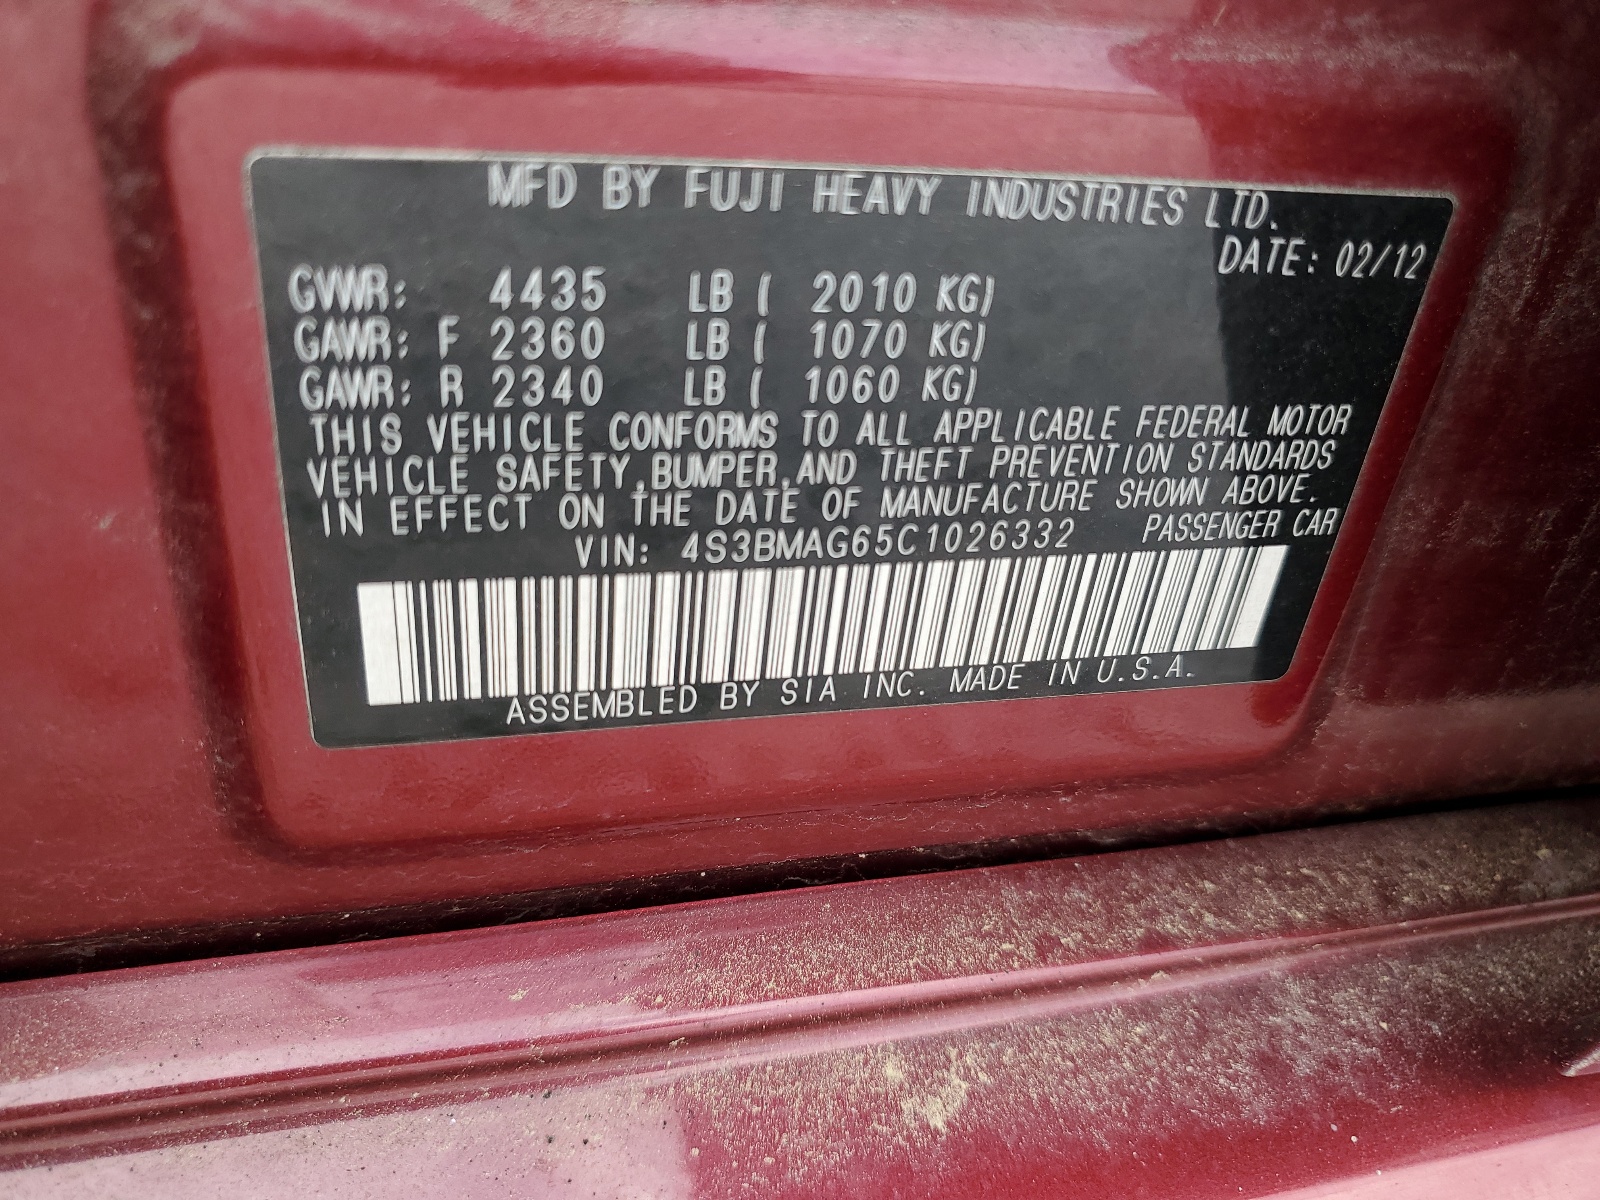 MFD BY FUJI HEAVY INDUSTRIES LTD.
DATE: 02/12
GVWR: 4435 LB ( 2010 KG)
GAWR: F 2360 LB ( 1070 KG)
GAWR: R 2340 LB ( 1060 KG)
THIS VEHICLE CONFORMS TO ALL APPLICABLE FEDERAL MOTOR
VEHICLE SAFETY,BUMPER,AND THEFT PREVENTION STANDARDS
IN EFFECT ON THE DATE OF MANUFACTURE SHOWN ABOVE.
VIN: 4S3BMAG65C1026332 PASSENGER CAR
ASSEMBLED BY SIA INC. MADE IN U.S.A.